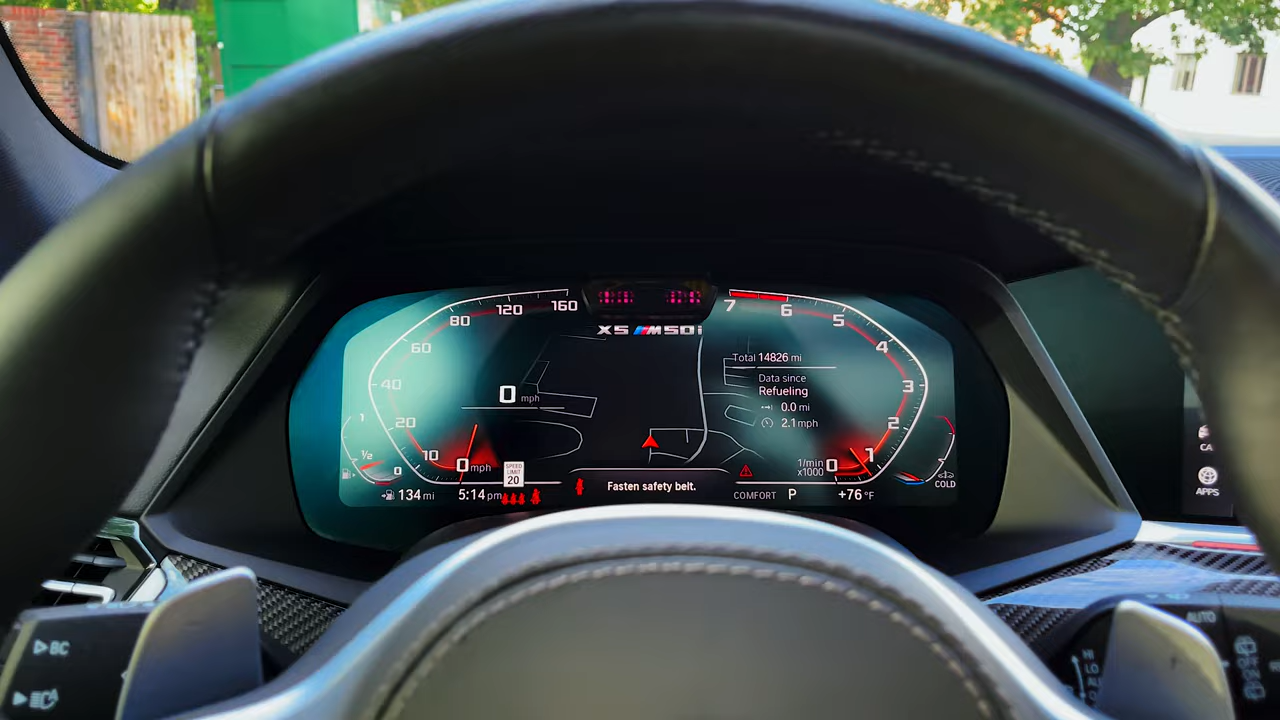 160
7
120
6
80
5
X5 M50i
60
4
Total 14826 mi
Data since
Refueling
40
3
0 mph
0.0 mi
2.1 mph
1
20
2
1/2
10
1
0
0 mph
1/min
x1000
0
SPEED
LIMIT
20
COLD
134 mi
5:14 pm
Fasten safety belt.
COMFORT
P
+76 °F
CA
APPS
BC
AUTO